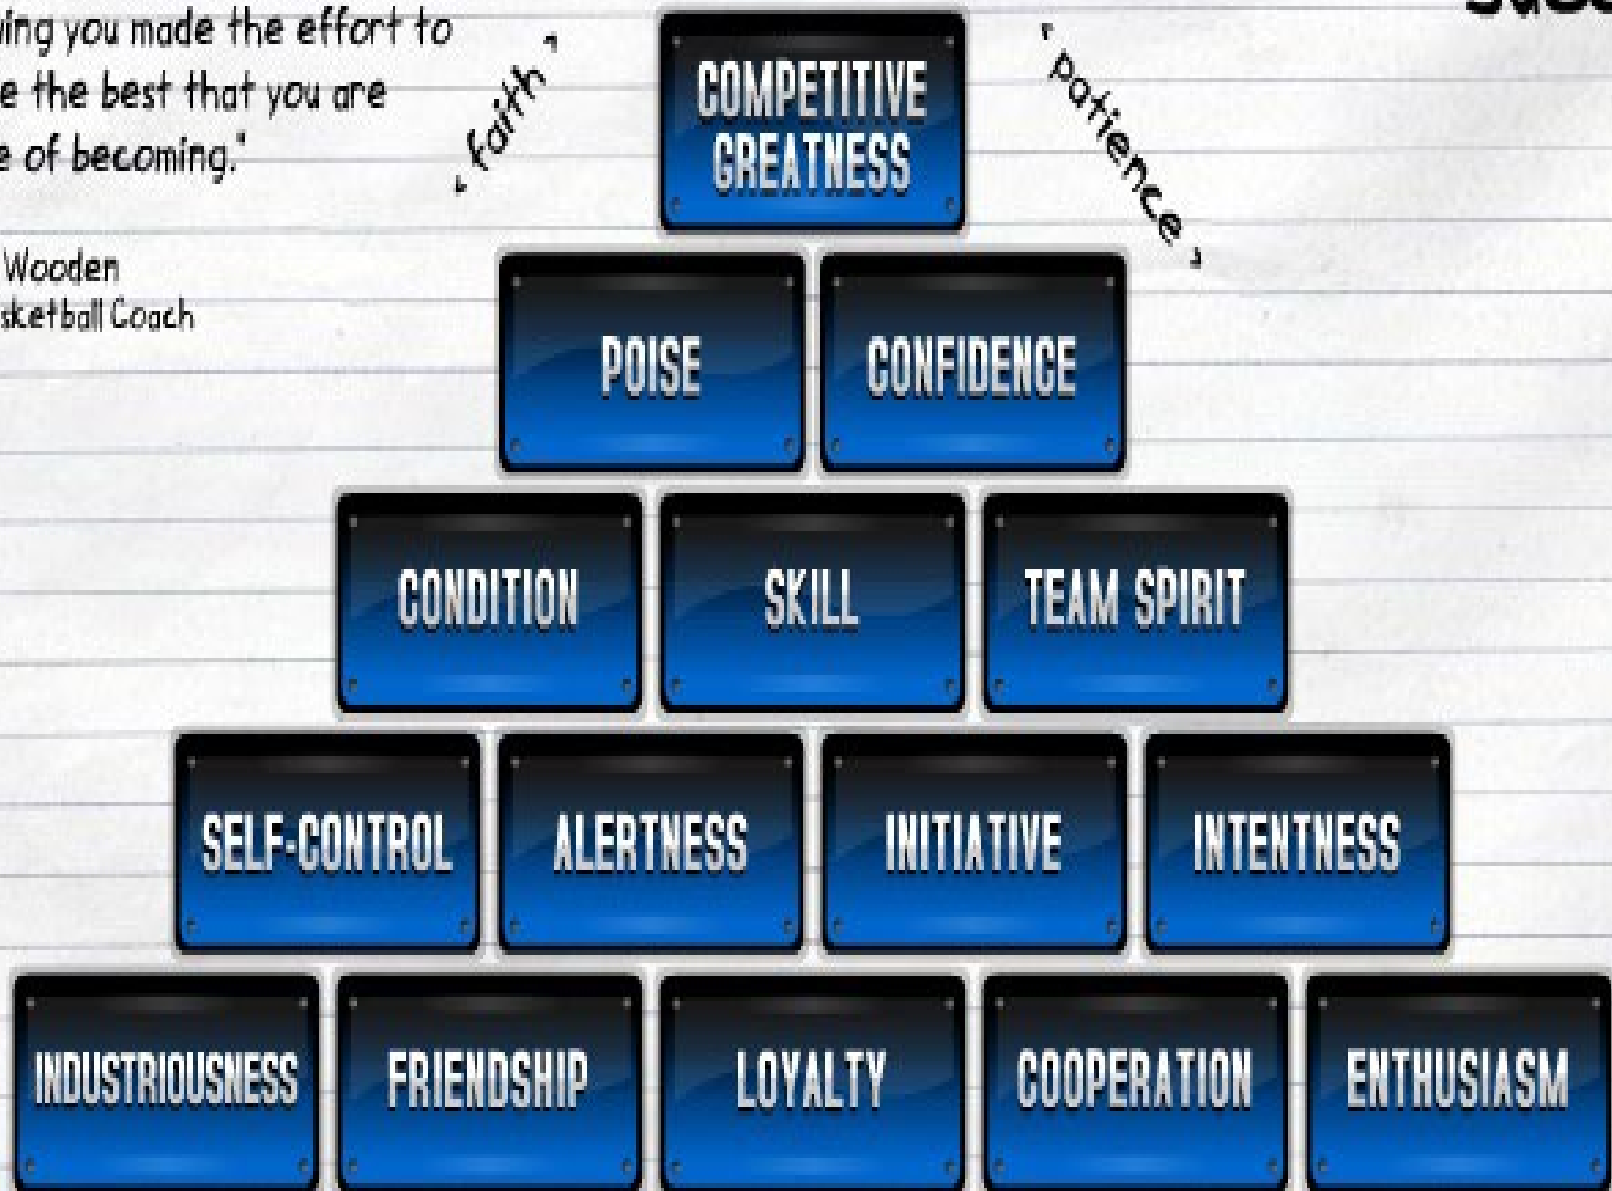 ing you made the effort to
e the best that you are
e of becoming."
Wooden
sketball Coach
faith
patience
COMPETITIVE
GREATNESS
POISE
CONFIDENCE
CONDITION
SKILL
TEAM SPIRIT
SELF-CONTROL
ALERTNESS
INITIATIVE
INTENTNESS
INDUSTRIOUSNESS
FRIENDSHIP
LOYALTY
COOPERATION
ENTHUSIASM